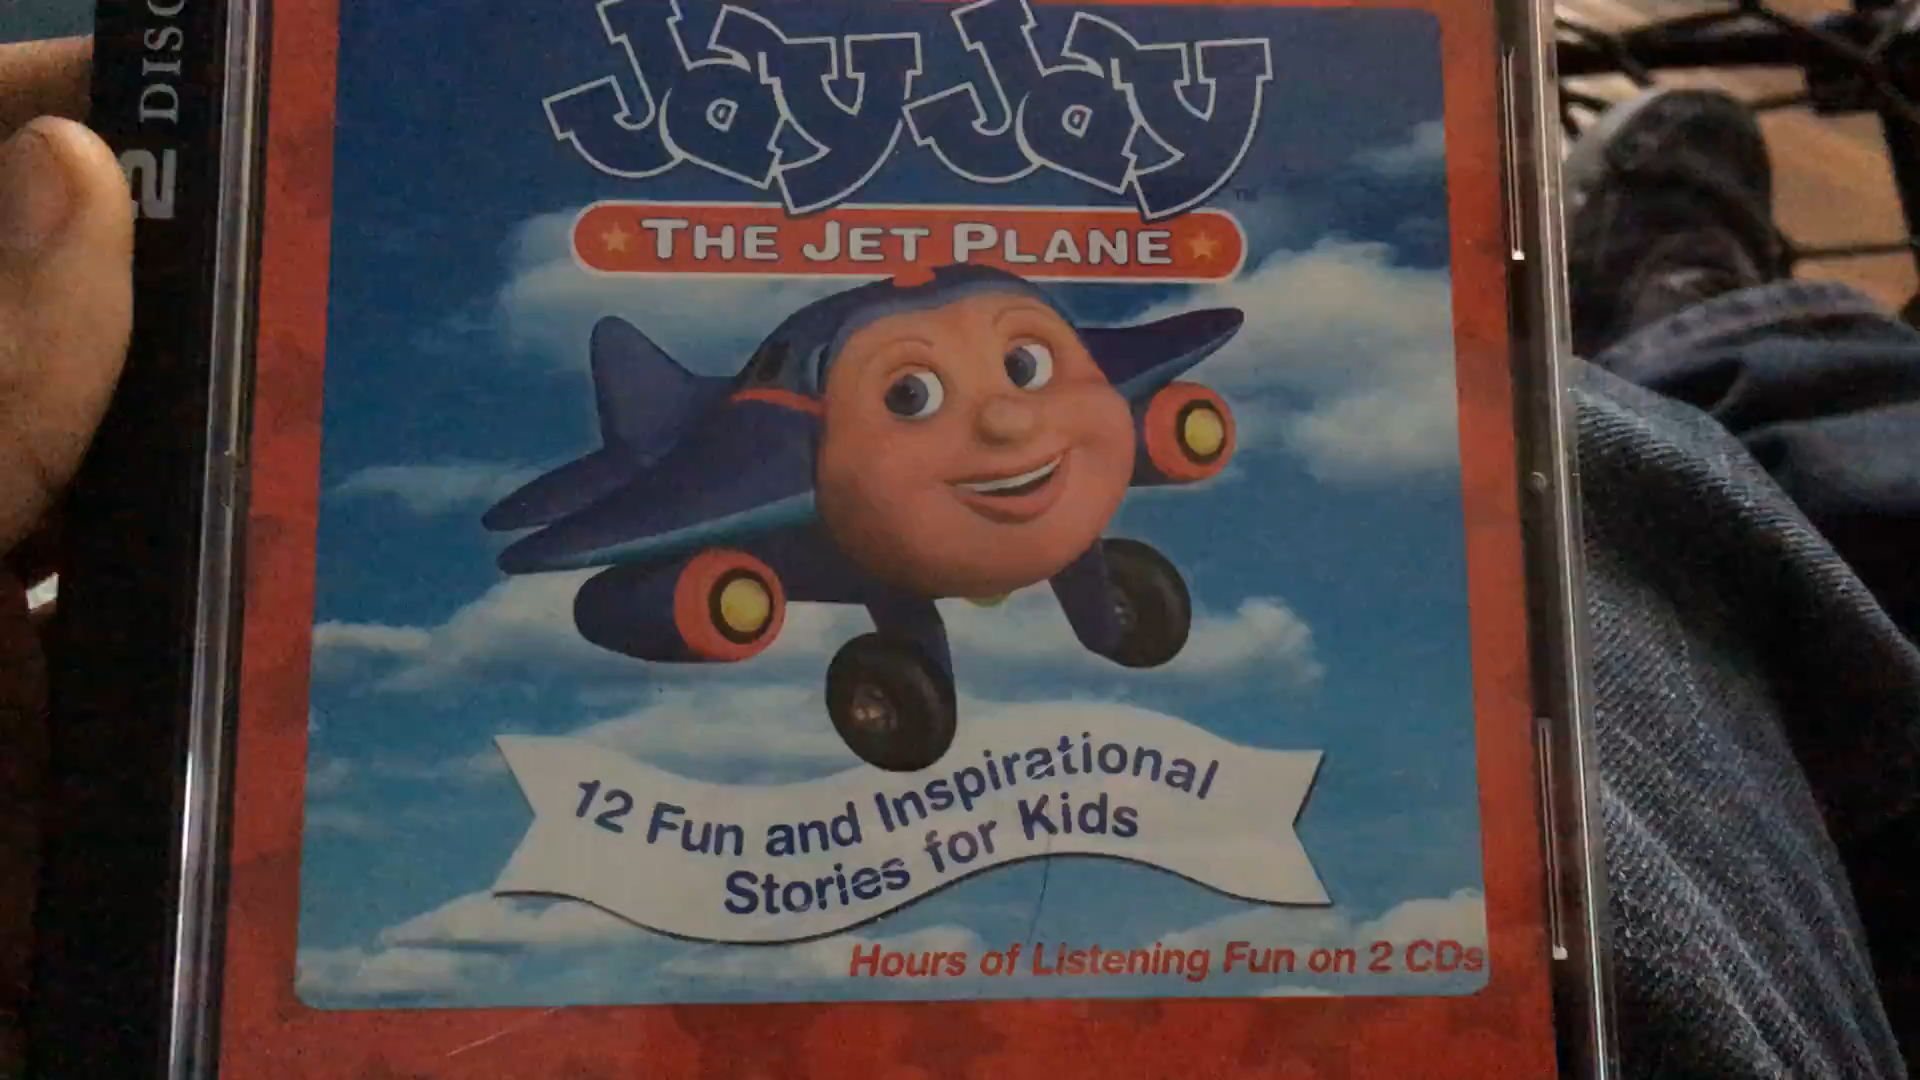 2 DISC
Jay Jay
™
THE JET PLANE
12 Fun and Inspirational
Stories for Kids
Hours of Listening Fun on 2 CDs